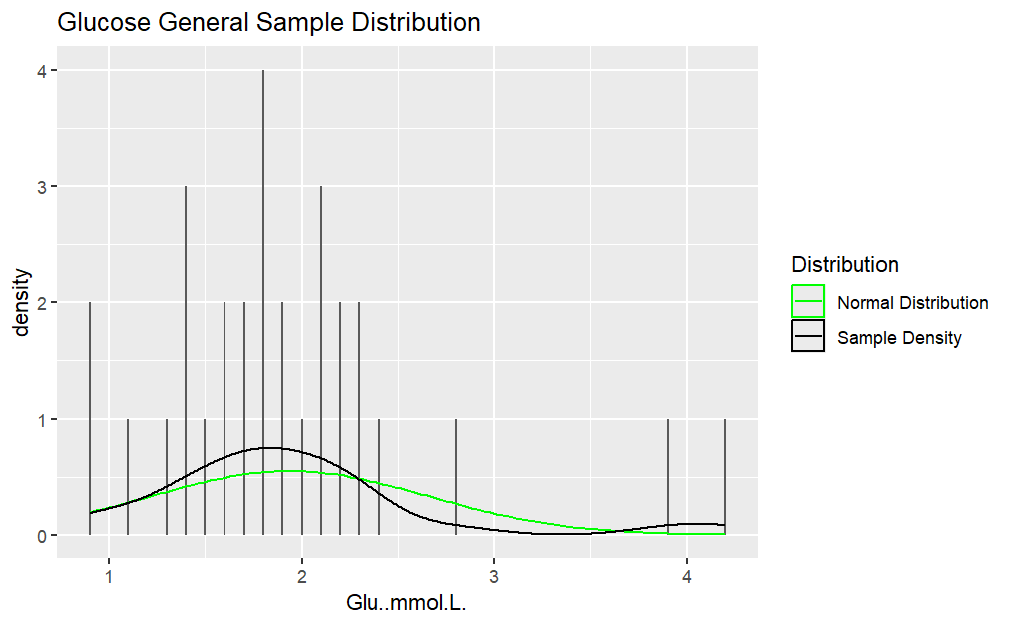 Glucose General Sample Distribution
density
4
3
2
1
0
1
2
3
4
Glu..mmol.L.
Distribution
Normal Distribution
Sample Density